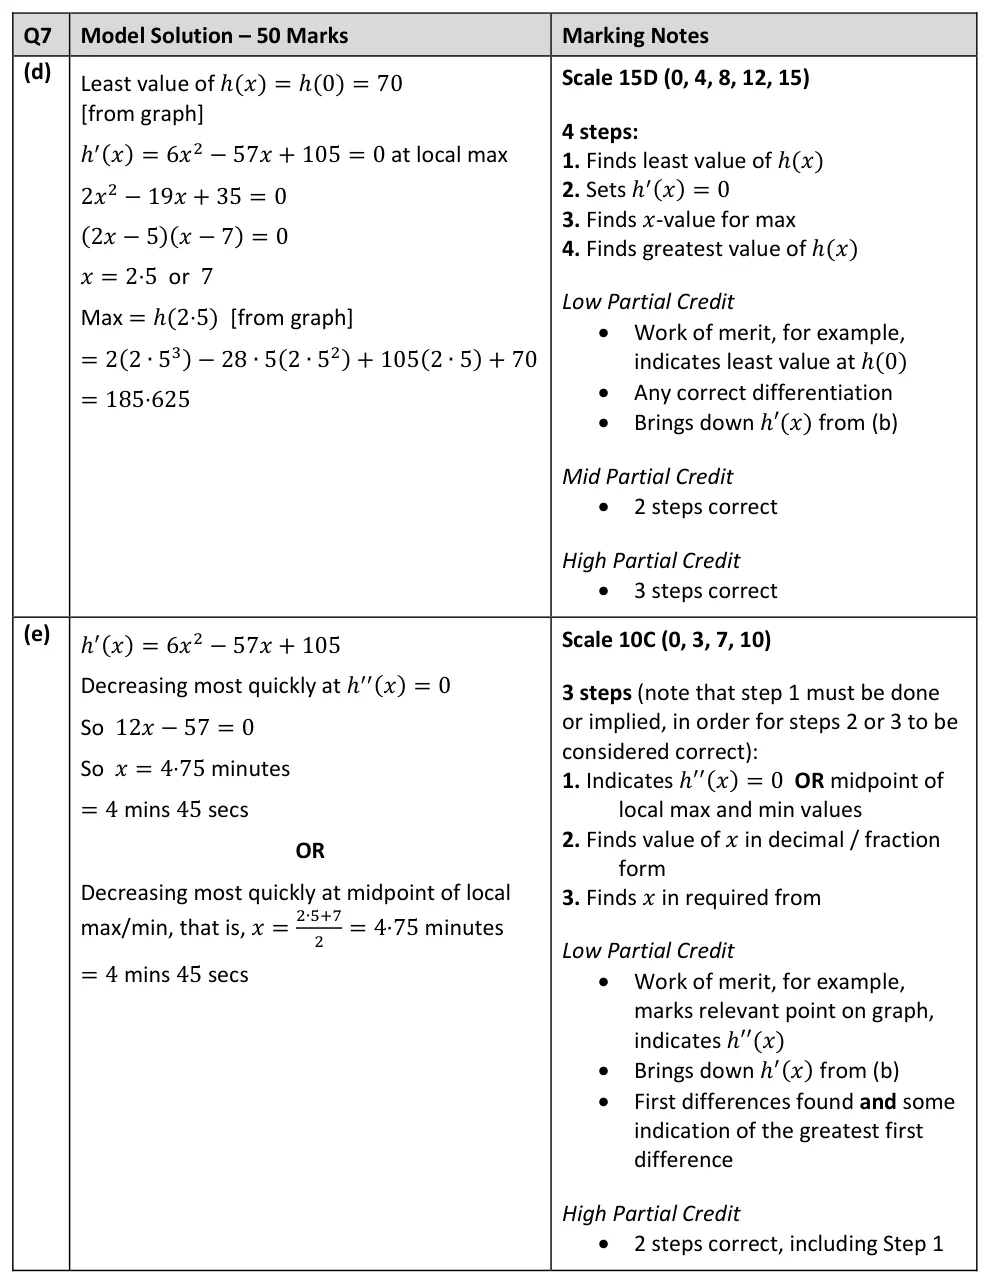 Q7 Model Solution – 50 Marks Marking Notes
(d)
Least value of ℎ(𝑥) = ℎ(0) = 70
[from graph]
ℎ′(𝑥) = 6𝑥² − 57𝑥 + 105 = 0 at local max
2𝑥² − 19𝑥 + 35 = 0
(2𝑥 − 5)(𝑥 − 7) = 0
𝑥 = 2·5 or 7
Max = ℎ(2·5) [from graph]
= 2(2 · 5³) − 28 · 5(2 · 5²) + 105(2 · 5) + 70
= 185·625
Scale 15D (0, 4, 8, 12, 15)
4 steps:
1. Finds least value of ℎ(𝑥)
2. Sets ℎ′(𝑥) = 0
3. Finds 𝑥-value for max
4. Finds greatest value of ℎ(𝑥)
Low Partial Credit
• Work of merit, for example,
indicates least value at ℎ(0)
• Any correct differentiation
• Brings down ℎ′(𝑥) from (b)
Mid Partial Credit
• 2 steps correct
High Partial Credit
• 3 steps correct
(e)
ℎ′(𝑥) = 6𝑥² − 57𝑥 + 105
Decreasing most quickly at ℎ′′(𝑥) = 0
So 12𝑥 − 57 = 0
So 𝑥 = 4·75 minutes
= 4 mins 45 secs
OR
Decreasing most quickly at midpoint of local
max/min, that is, 𝑥 = (2·5+7)/2 = 4·75 minutes
= 4 mins 45 secs
Scale 10C (0, 3, 7, 10)
3 steps (note that step 1 must be done
or implied, in order for steps 2 or 3 to be
considered correct):
1. Indicates ℎ′′(𝑥) = 0 OR midpoint of
local max and min values
2. Finds value of 𝑥 in decimal / fraction
form
3. Finds 𝑥 in required from
Low Partial Credit
• Work of merit, for example,
marks relevant point on graph,
indicates ℎ′′(𝑥)
• Brings down ℎ′(𝑥) from (b)
• First differences found and some
indication of the greatest first
difference
High Partial Credit
• 2 steps correct, including Step 1